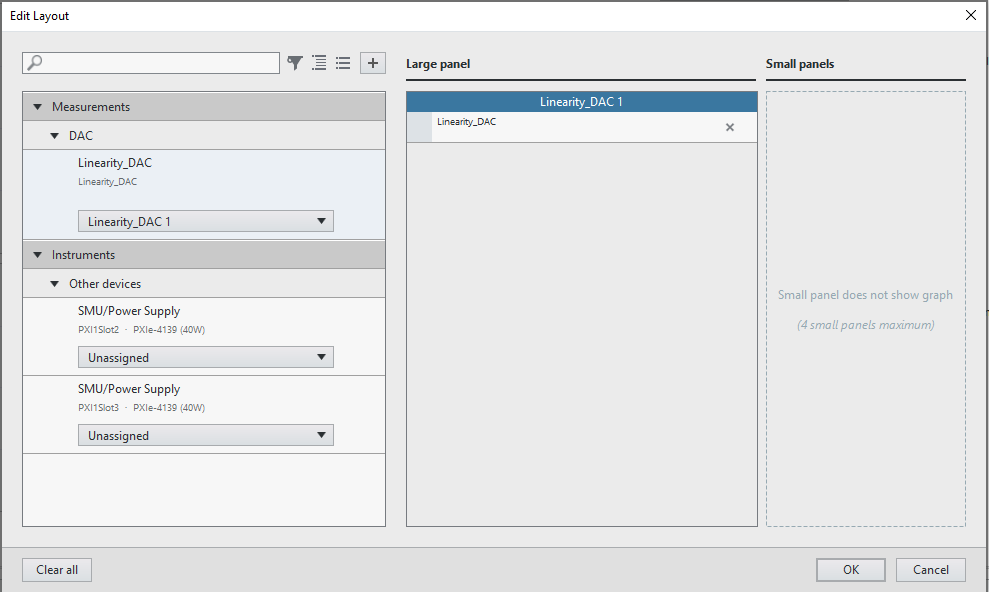 Edit Layout
Large panel
Small panels
Measurements
DAC
Linearity_DAC
Linearity_DAC
Linearity_DAC 1
Instruments
Other devices
SMU/Power Supply
PXI1Slot2 · PXIe-4139 (40W)
Unassigned
SMU/Power Supply
PXI1Slot3 · PXIe-4139 (40W)
Unassigned
Linearity_DAC 1
Linearity_DAC
Small panel does not show graph
(4 small panels maximum)
Clear all
OK
Cancel